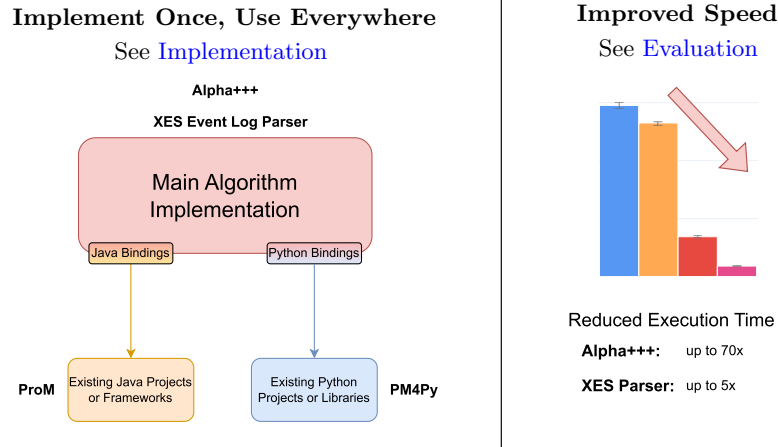 Implement Once, Use Everywhere
See Implementation
Alpha+++
XES Event Log Parser
Main Algorithm
Implementation
Java Bindings
Python Bindings
ProM
Existing Java Projects
or Frameworks
Existing Python
Projects or Libraries
PM4Py
Improved Speed
See Evaluation
Reduced Execution Time
Alpha+++: up to 70x
XES Parser: up to 5x